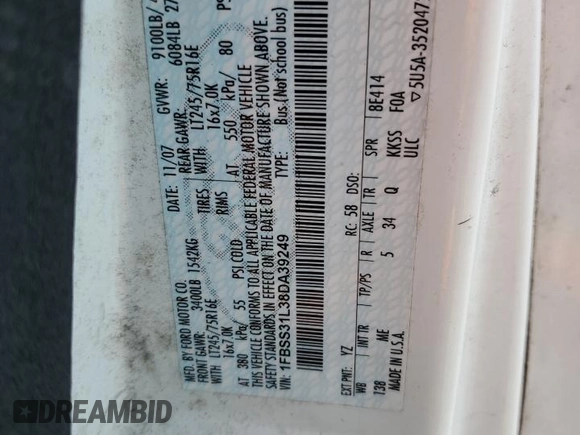 MFD. BY FORD MOTOR CO.
DATE: 11/07 GVWR: 9100LB/
FRONT GAWR: 3400LB 1542KG REAR GAWR: 6084LB 27
WITH LT245/75R16E TIRES WITH LT245/75R16E
16x7.0K RIMS 16x7.0K
AT 380 kPa/ 55 PSI COLD AT 550 kPa/ 80 PS
THIS VEHICLE CONFORMS TO ALL APPLICABLE FEDERAL MOTOR VEHICLE
SAFETY STANDARDS IN EFFECT ON THE DATE OF MANUFACTURE SHOWN ABOVE.
VIN: 1FBSS31L38DA39249 TYPE: Bus (Not school bus)
EXT PNT: YZ RC: 58 DSO:
WB INT TR TP/PS R AXLE TR SPR 8E414
138 ME 5 34 Q KKSS FOA
MADE IN U.S.A. ULC ▽5U5A-352047
DREAMBID